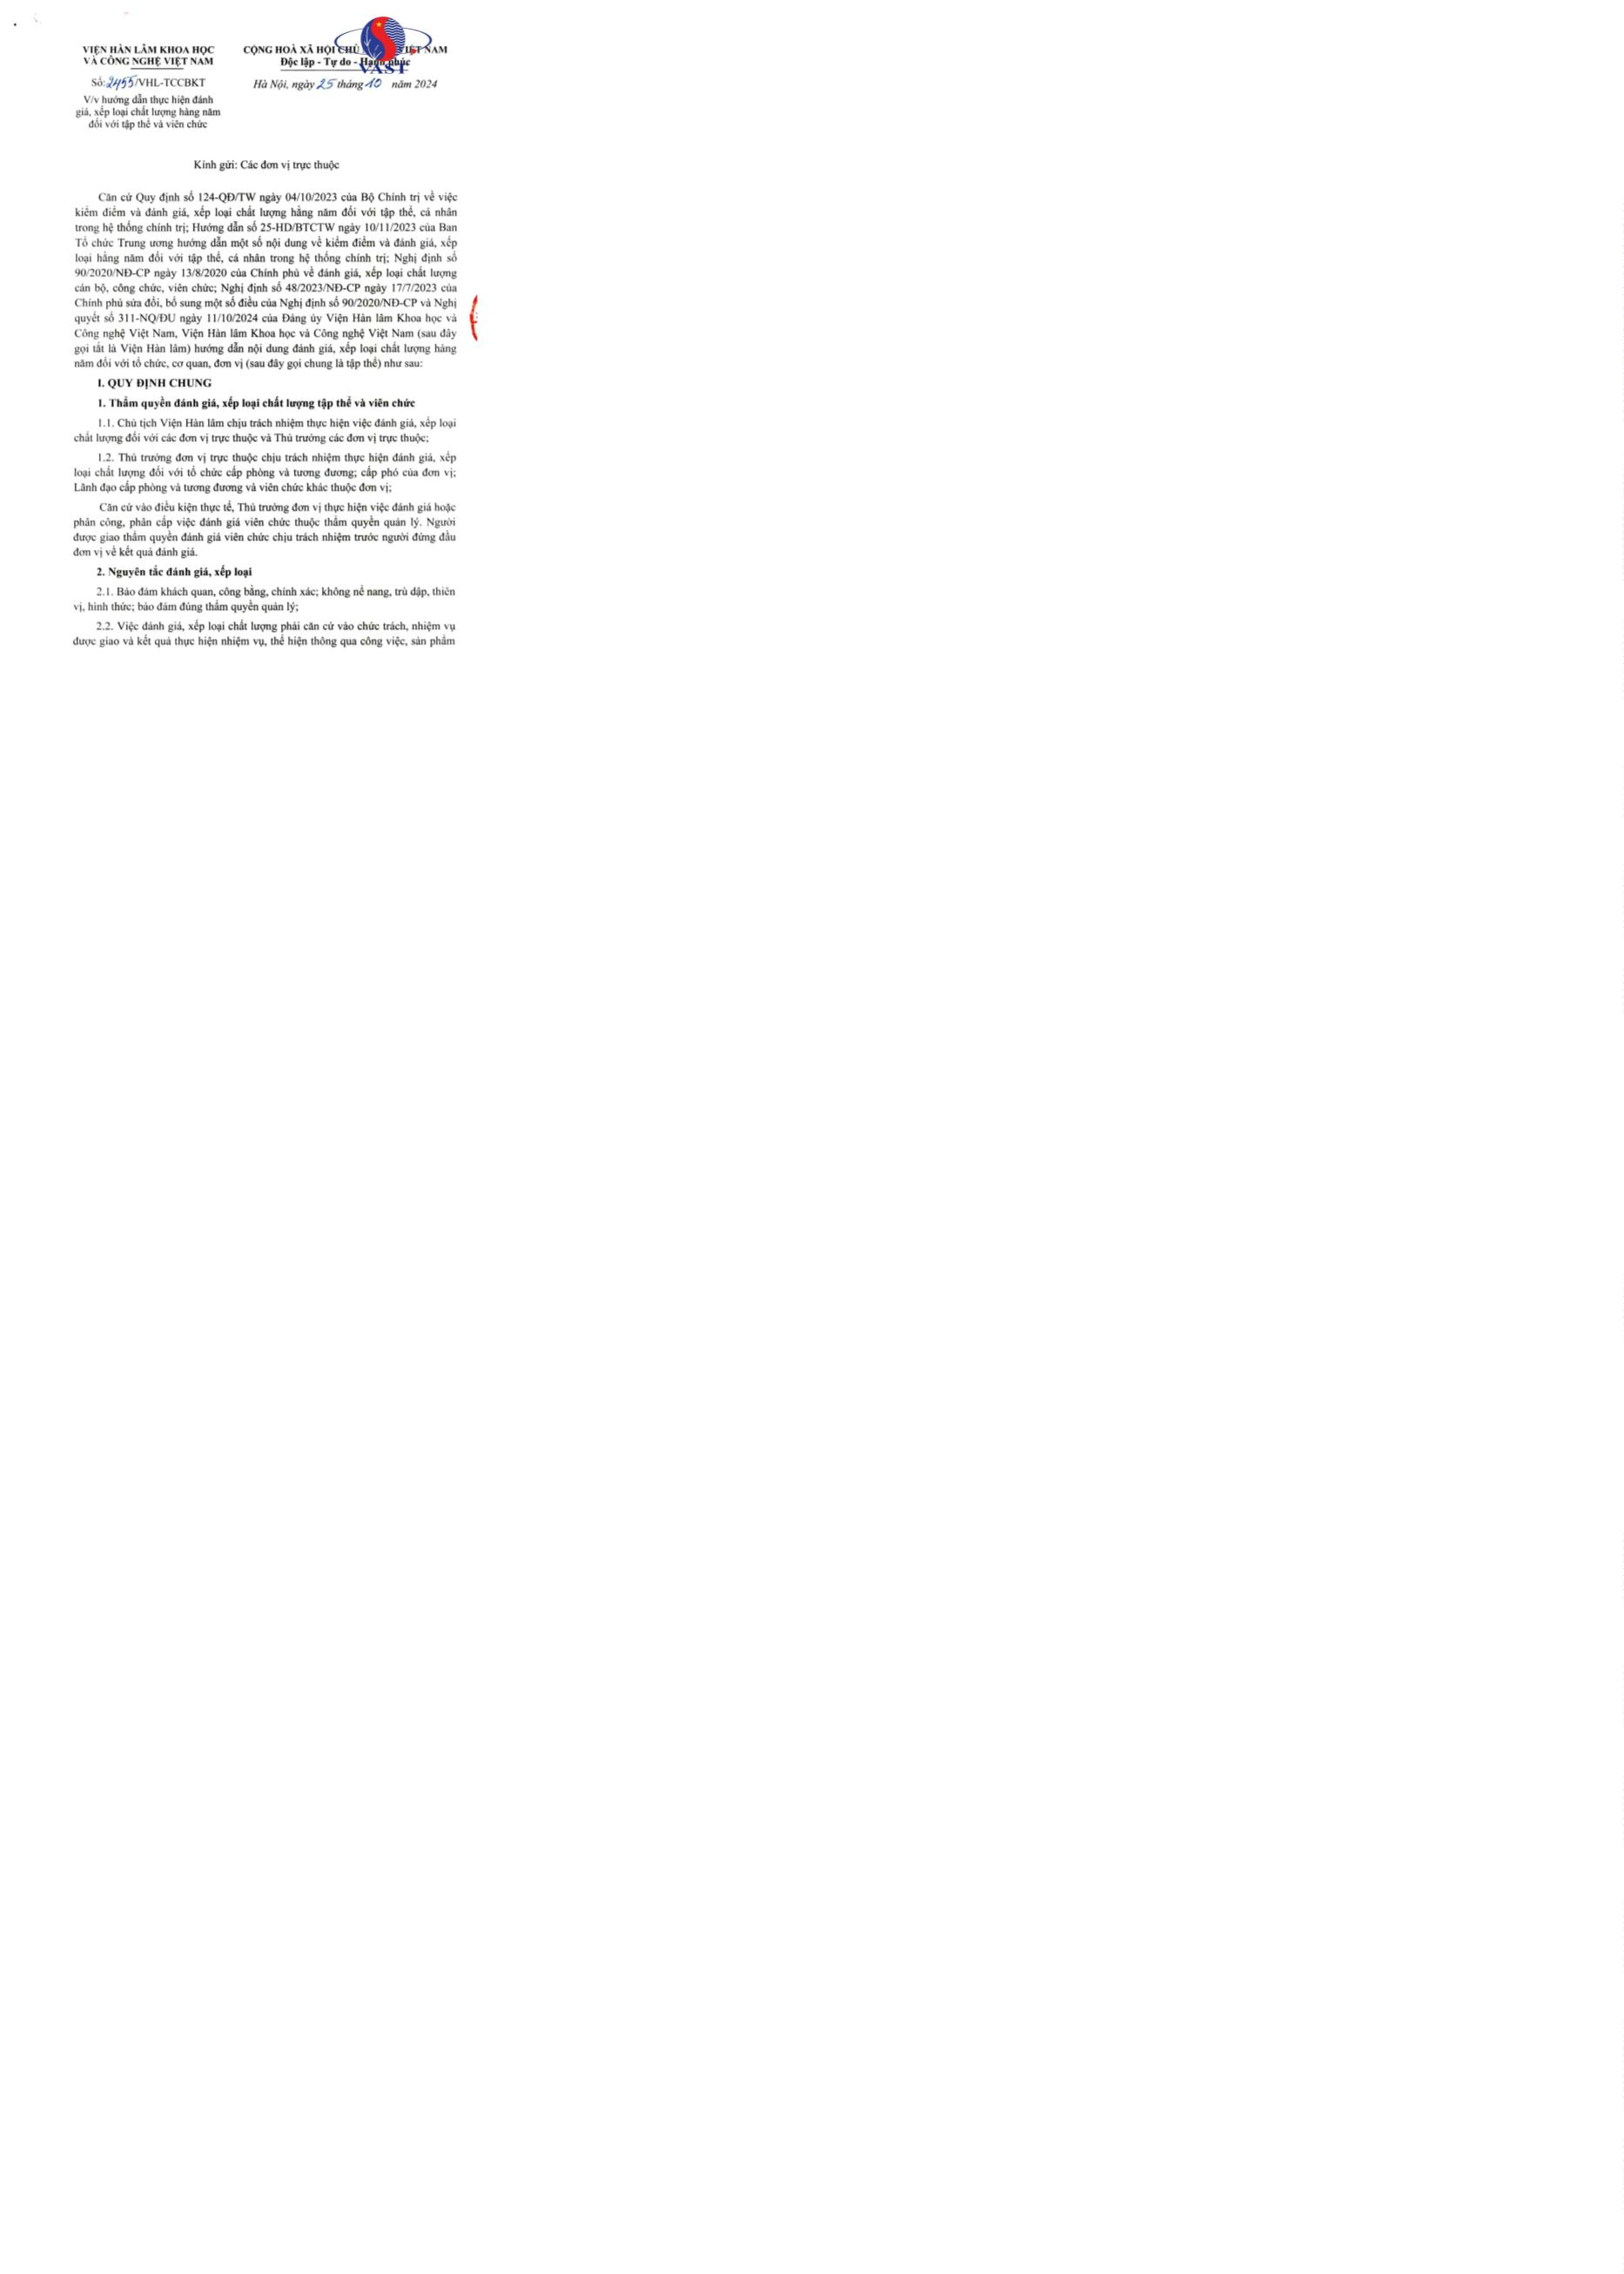 VIỆN HÀN LÂM KHOA HỌC
VÀ CÔNG NGHỆ VIỆT NAM
Số: 2455/VHL-TCCBKT
V/v hướng dẫn thực hiện đánh
giá, xếp loại chất lượng hàng năm
đối với tập thể và viên chức
CỘNG HOÀ XÃ HỘI CHỦ VIỆT NAM
Độc lập - Tự do - Hạnh phúc
VAST
Hà Nội, ngày 25 tháng 10 năm 2024
Kính gửi: Các đơn vị trực thuộc
Căn cứ Quy định số 124-QĐ/TW ngày 04/10/2023 của Bộ Chính trị về việc
kiểm điểm và đánh giá, xếp loại chất lượng hằng năm đối với tập thể, cá nhân
trong hệ thống chính trị; Hướng dẫn số 25-HD/BTCTW ngày 10/11/2023 của Ban
Tổ chức Trung ương hướng dẫn một số nội dung về kiểm điểm và đánh giá, xếp
loại hằng năm đối với tập thể, cá nhân trong hệ thống chính trị; Nghị định số
90/2020/NĐ-CP ngày 13/8/2020 của Chính phủ về đánh giá, xếp loại chất lượng
cán bộ, công chức, viên chức; Nghị định số 48/2023/NĐ-CP ngày 17/7/2023 của
Chính phủ sửa đổi, bổ sung một số điều của Nghị định số 90/2020/NĐ-CP và Nghị
quyết số 311-NQ/ĐU ngày 11/10/2024 của Đảng ủy Viện Hàn lâm Khoa học và
Công nghệ Việt Nam, Viện Hàn lâm Khoa học và Công nghệ Việt Nam (sau đây
gọi tắt là Viện Hàn lâm) hướng dẫn nội dung đánh giá, xếp loại chất lượng hàng
năm đối với tổ chức, cơ quan, đơn vị (sau đây gọi chung là tập thể) như sau:
I. QUY ĐỊNH CHUNG
1. Thẩm quyền đánh giá, xếp loại chất lượng tập thể và viên chức
1.1. Chủ tịch Viện Hàn lâm chịu trách nhiệm thực hiện việc đánh giá, xếp loại
chất lượng đối với các đơn vị trực thuộc và Thủ trưởng các đơn vị trực thuộc;
1.2. Thủ trưởng đơn vị trực thuộc chịu trách nhiệm thực hiện đánh giá, xếp
loại chất lượng đối với tổ chức cấp phòng và tương đương; cấp phó của đơn vị;
Lãnh đạo cấp phòng và tương đương và viên chức khác thuộc đơn vị;
Căn cứ vào điều kiện thực tế, Thủ trưởng đơn vị thực hiện việc đánh giá hoặc
phân công, phân cấp việc đánh giá viên chức thuộc thẩm quyền quản lý. Người
được giao thẩm quyền đánh giá viên chức chịu trách nhiệm trước người đứng đầu
đơn vị về kết quả đánh giá.
2. Nguyên tắc đánh giá, xếp loại
2.1. Bảo đảm khách quan, công bằng, chính xác; không nể nang, trù dập, thiên
vị, hình thức; bảo đảm đúng thẩm quyền quản lý;
2.2. Việc đánh giá, xếp loại chất lượng phải căn cứ vào chức trách, nhiệm vụ
được giao và kết quả thực hiện nhiệm vụ, thể hiện thông qua công việc, sản phẩm